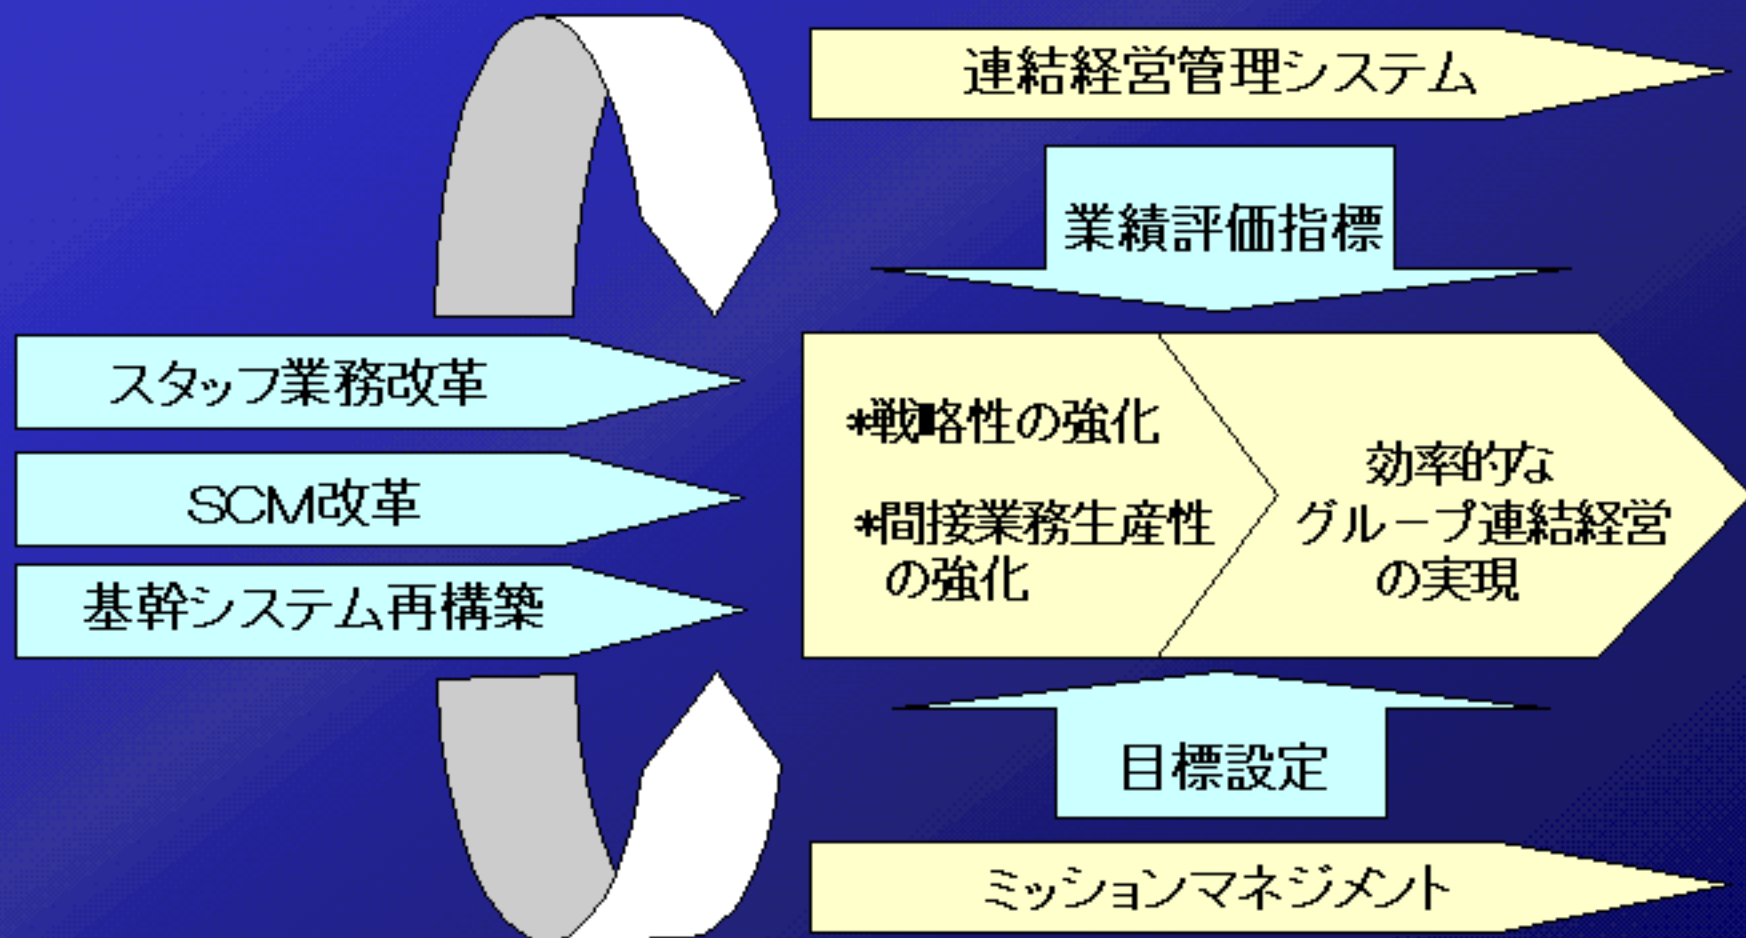 連結経営管理システム
業績評価指標
スタッフ業務改革
SCM改革
基幹システム再構築
*戦略性の強化
*間接業務生産性
の強化
効率的な
グループ連結経営
の実現
目標設定
ミッションマネジメント